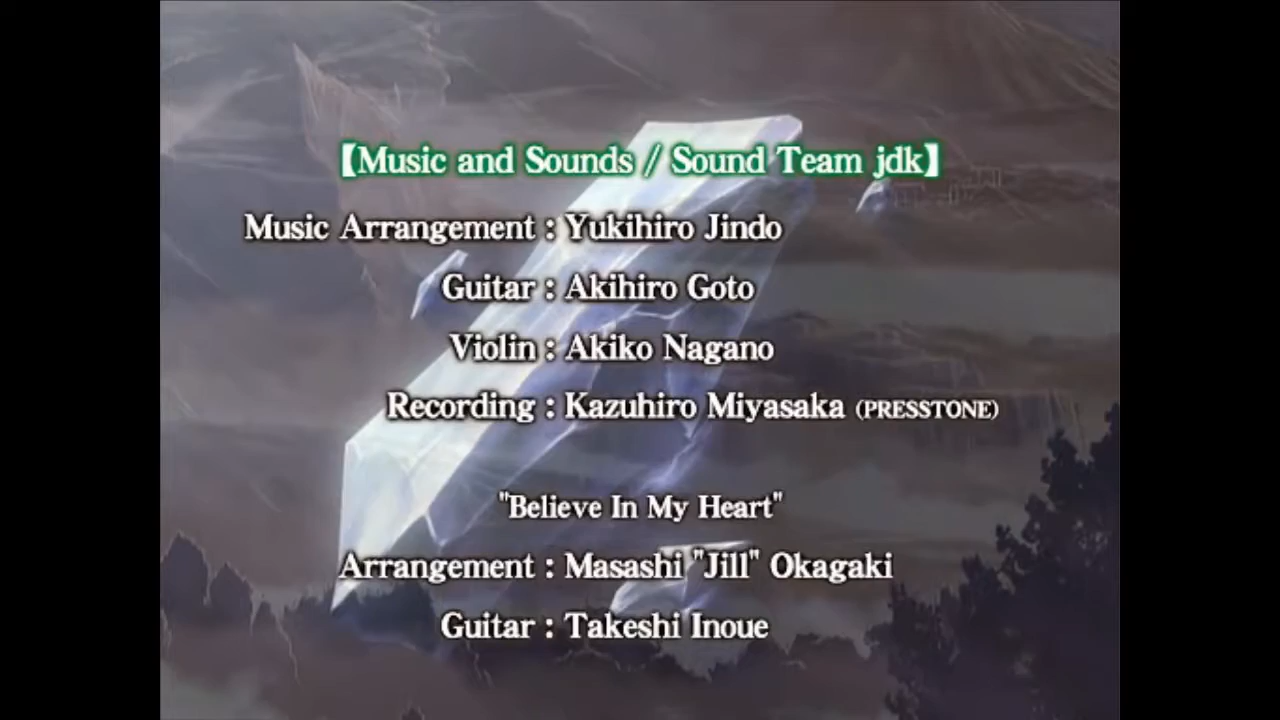 【Music and Sounds / Sound Team jdk】
Music Arrangement : Yukihiro Jindo
Guitar : Akihiro Goto
Violin : Akiko Nagano
Recording : Kazuhiro Miyasaka (PRESSTONE)
"Believe In My Heart"
Arrangement : Masashi "Jill" Okagaki
Guitar : Takeshi Inoue